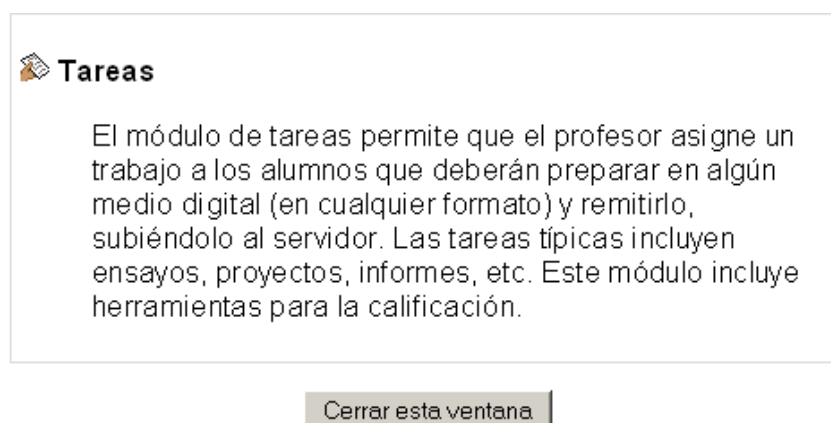 Tareas
El módulo de tareas permite que el profesor asigne un
trabajo a los alumnos que deberán preparar en algún
medio digital (en cualquier formato) y remitirlo,
subiéndolo al servidor. Las tareas típicas incluyen
ensayos, proyectos, informes, etc. Este módulo incluye
herramientas para la calificación.
Cerrar esta ventana